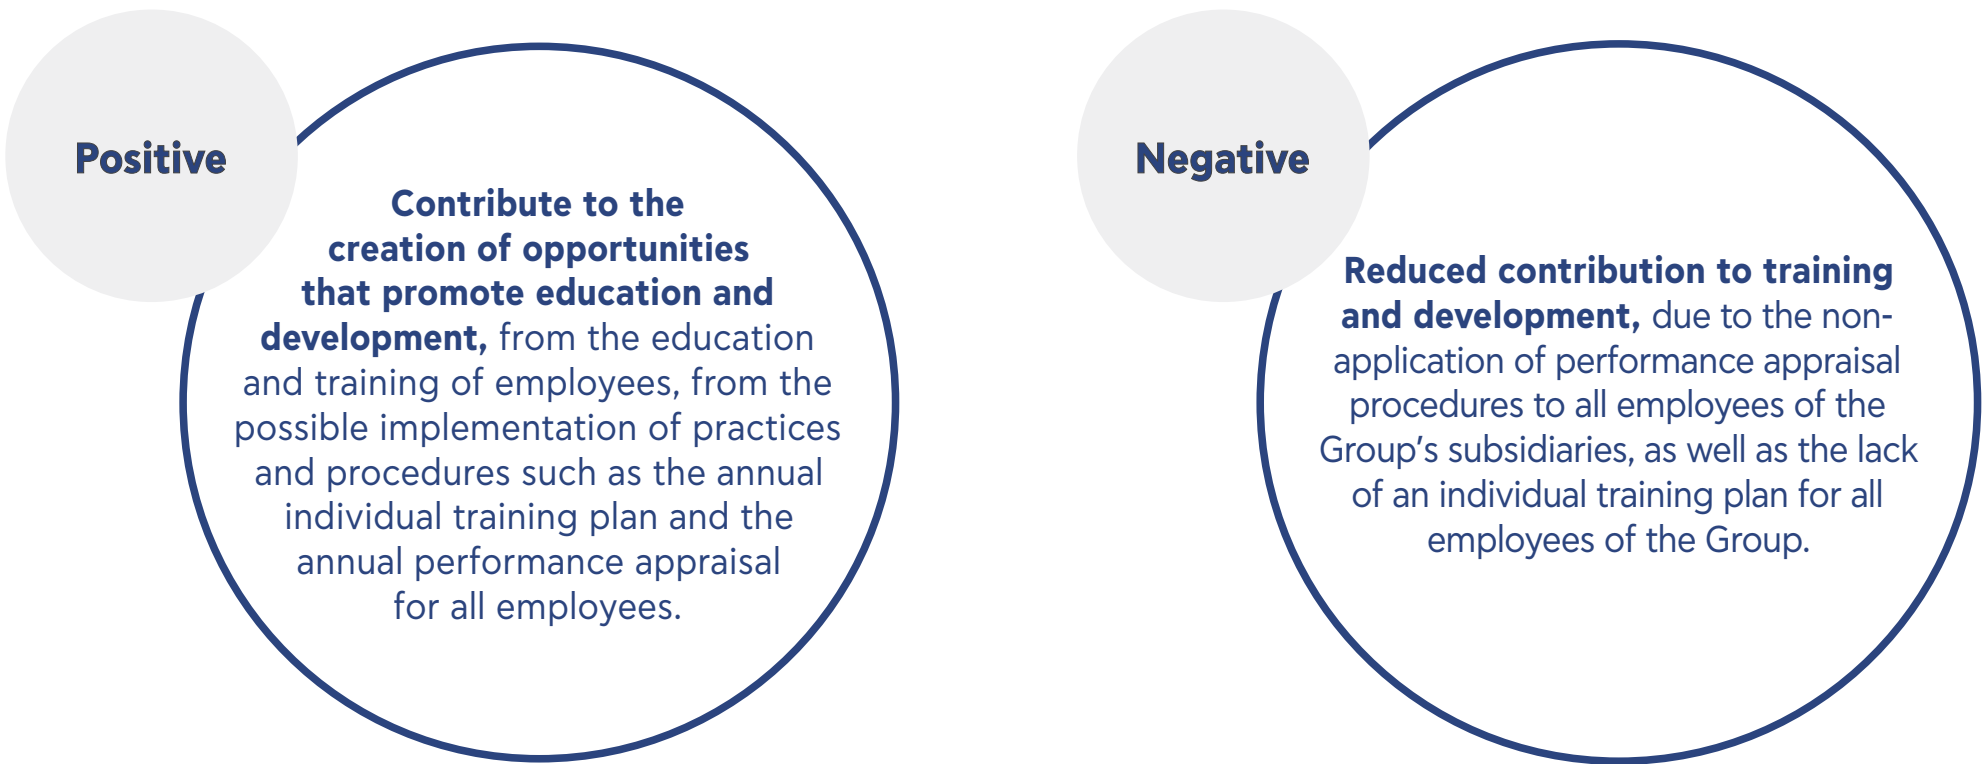 Positive
Contribute to the
creation of opportunities
that promote education and
development, from the education
and training of employees, from the
possible implementation of practices
and procedures such as the annual
individual training plan and the
annual performance appraisal
for all employees.
Negative
Reduced contribution to training
and development, due to the non-
application of performance appraisal
procedures to all employees of the
Group’s subsidiaries, as well as the lack
of an individual training plan for all
employees of the Group.